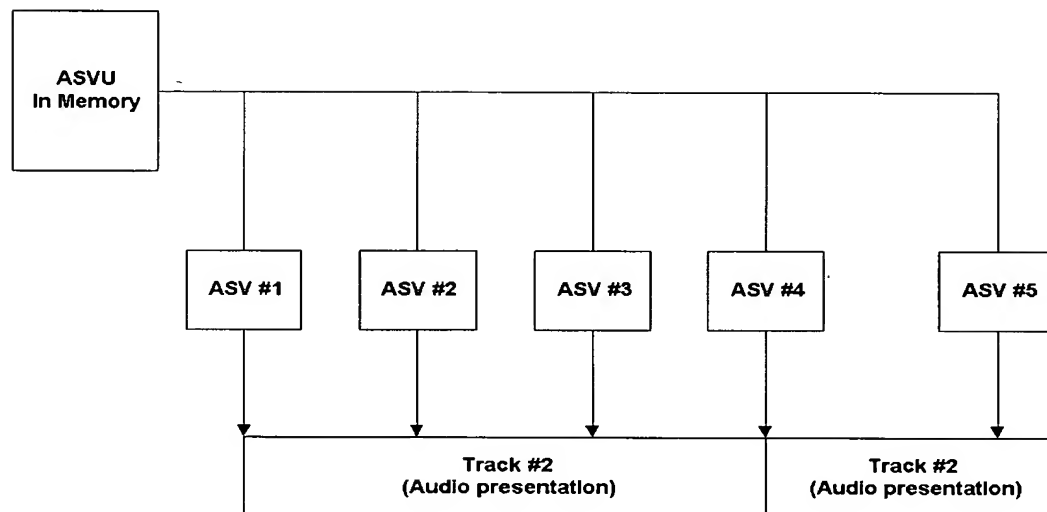 ASVU
In Memory
ASV #1
ASV #2
ASV #3
ASV #4
ASV #5
Track #2
(Audio presentation)
Track #2
(Audio presentation)